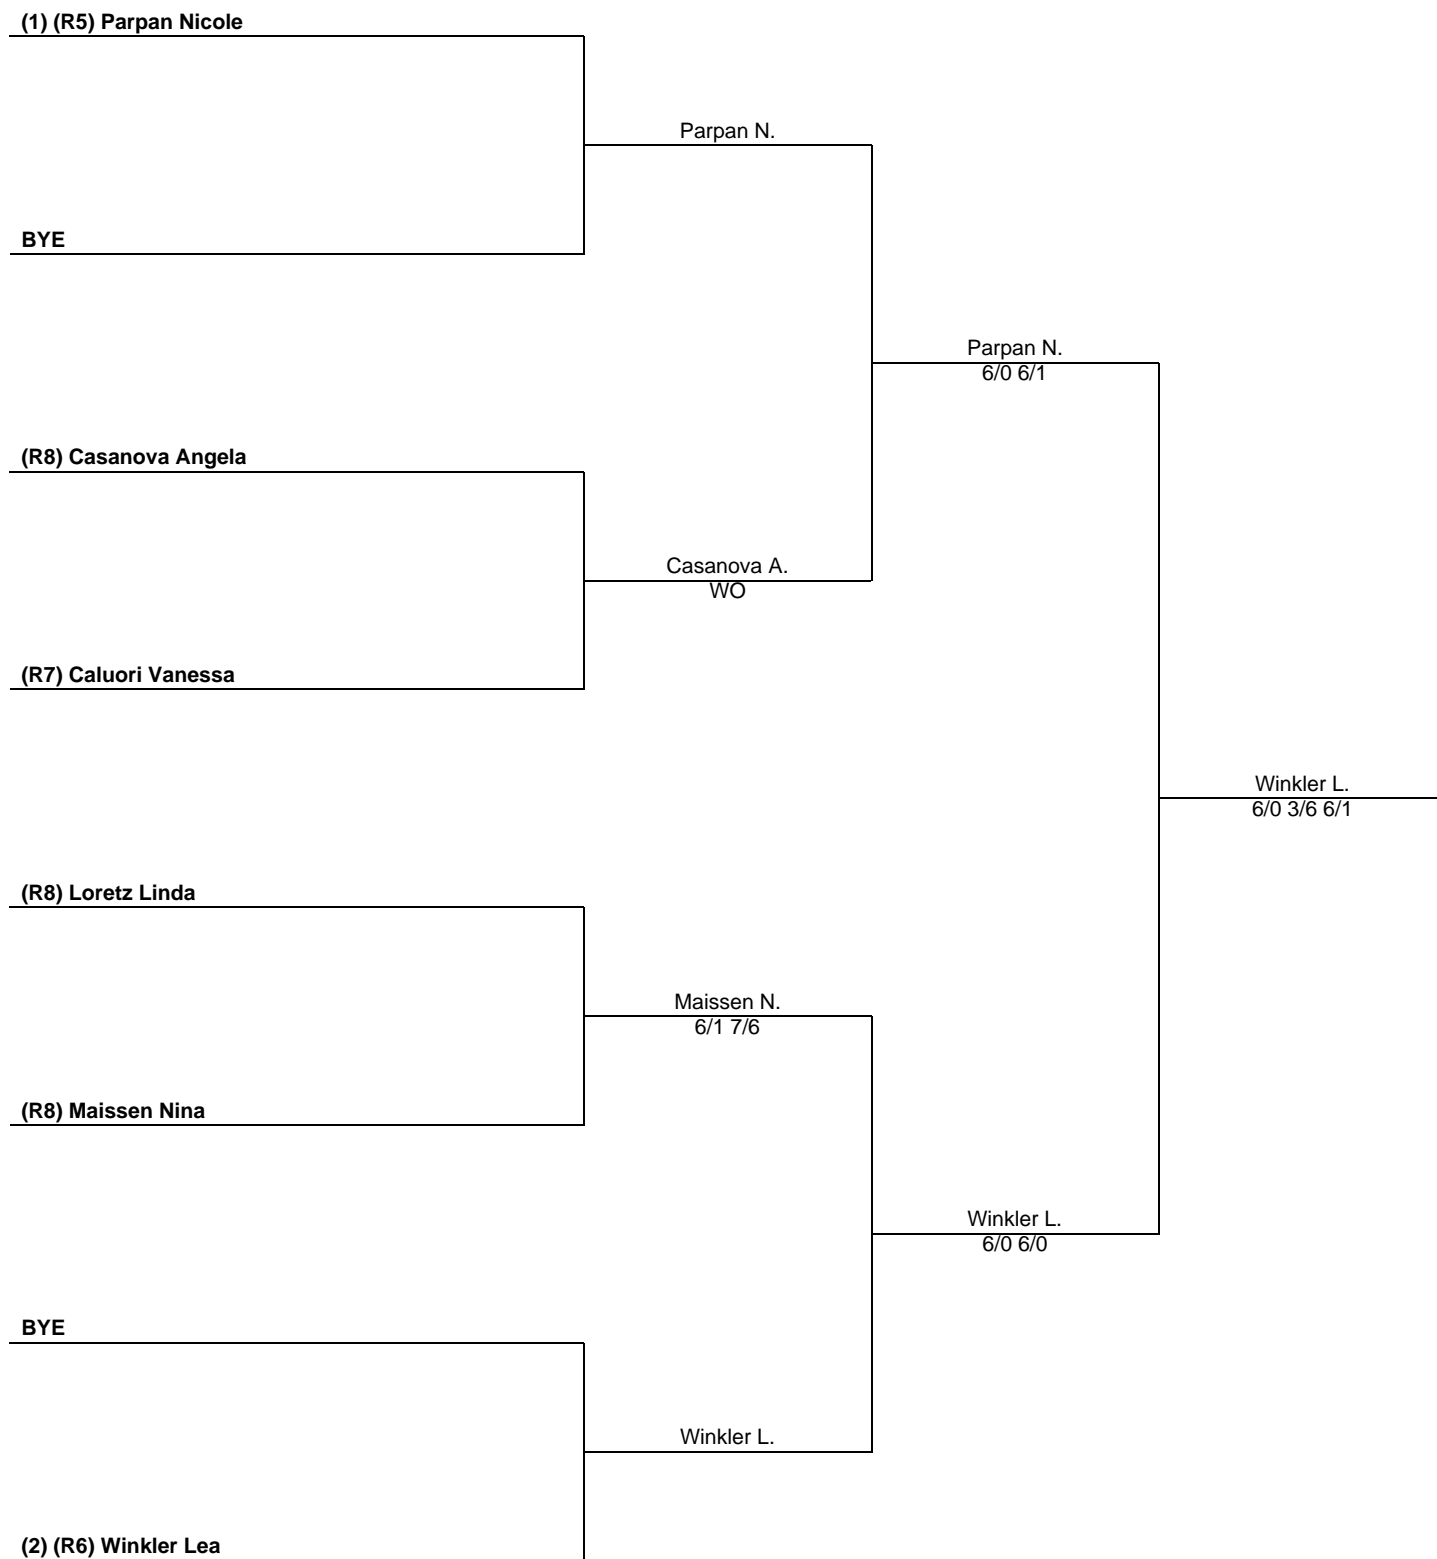 (1) (R5) Parpan Nicole
Parpan N.
BYE
Parpan N.
6/0 6/1
(R8) Casanova Angela
Casanova A.
WO
(R7) Caluori Vanessa
Winkler L.
6/0 3/6 6/1
(R8) Loretz Linda
Maissen N.
6/1 7/6
(R8) Maissen Nina
Winkler L.
6/0 6/0
BYE
Winkler L.
(2) (R6) Winkler Lea